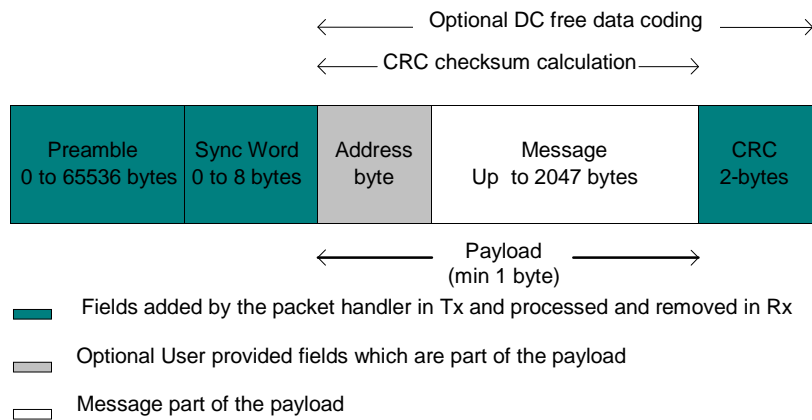 Optional DC free data coding
CRC checksum calculation
Preamble
0 to 65536 bytes
Sync Word
0 to 8 bytes
Address
byte
Message
Up to 2047 bytes
CRC
2-bytes
Payload
(min 1 byte)
Fields added by the packet handler in Tx and processed and removed in Rx
Optional User provided fields which are part of the payload
Message part of the payload